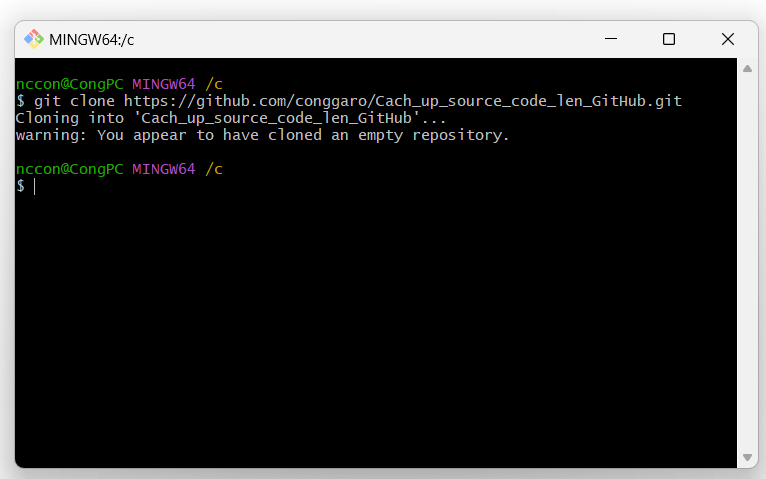 MINGW64:/c
nccon@CongPC MINGW64 /c
$ git clone https://github.com/conggaro/Cach_up_source_code_len_GitHub.git
Cloning into 'Cach_up_source_code_len_GitHub'...
warning: You appear to have cloned an empty repository.
nccon@CongPC MINGW64 /c
$